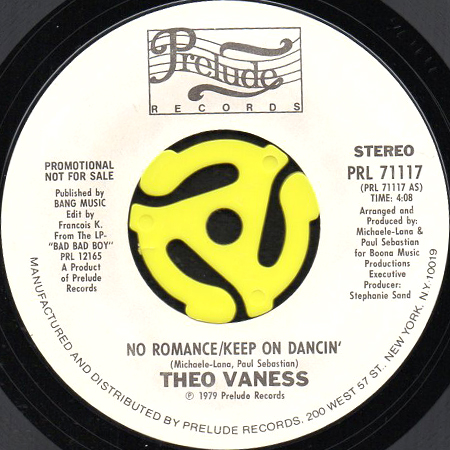 Prelude
RECORDS
PROMOTIONAL
NOT FOR SALE
Published by
BANG MUSIC
Edit by
Francois K.
From The LP-
"BAD BAD BOY"
PRL 12165
A Product
of Prelude
Records
STEREO
PRL 71117
(PRL 71117 AS)
TIME: 4:08
Arranged and
Produced by:
Michaele-Lana &
Paul Sebastian
for Boona Music
Productions
Executive
Producer:
Stephanie Sand
NO ROMANCE/KEEP ON DANCIN'
(Michaele-Lana, Paul Sebastian)
THEO VANESS
℗ 1979 Prelude Records
MANUFACTURED AND DISTRIBUTED BY PRELUDE RECORDS. 200 WEST 57 ST. NEW YORK. NY-10019